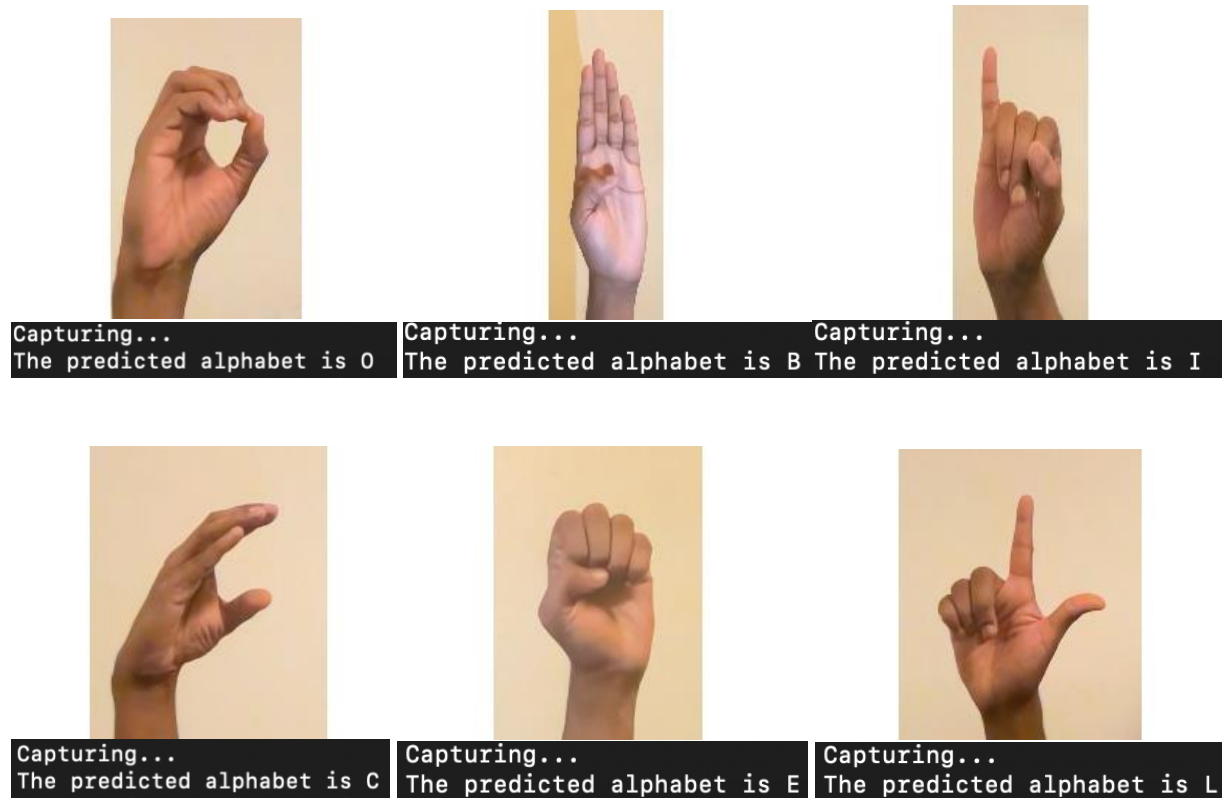 Capturing...
The predicted alphabet is O
Capturing...
The predicted alphabet is B
Capturing...
The predicted alphabet is I
Capturing...
The predicted alphabet is C
Capturing...
The predicted alphabet is E
Capturing...
The predicted alphabet is L